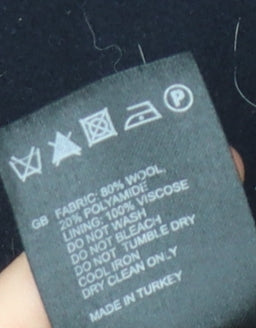 P
GB FABRIC: 80% WOOL,
20% POLYAMIDE
LINING: 100% VISCOSE
DO NOT WASH
DO NOT BLEACH
DO NOT TUMBLE DRY
COOL IRON
DRY CLEAN ONLY
MADE IN TURKEY